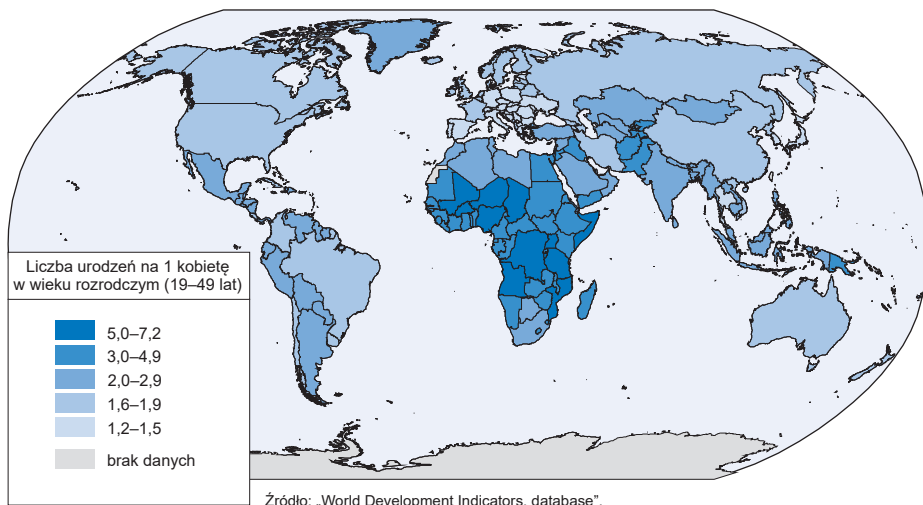 Liczba urodzeń na 1 kobietę
w wieku rozrodczym (19–49 lat)
5,0–7,2
3,0–4,9
2,0–2,9
1,6–1,9
1,2–1,5
brak danych
Źródło: „World Development Indicators, database”.